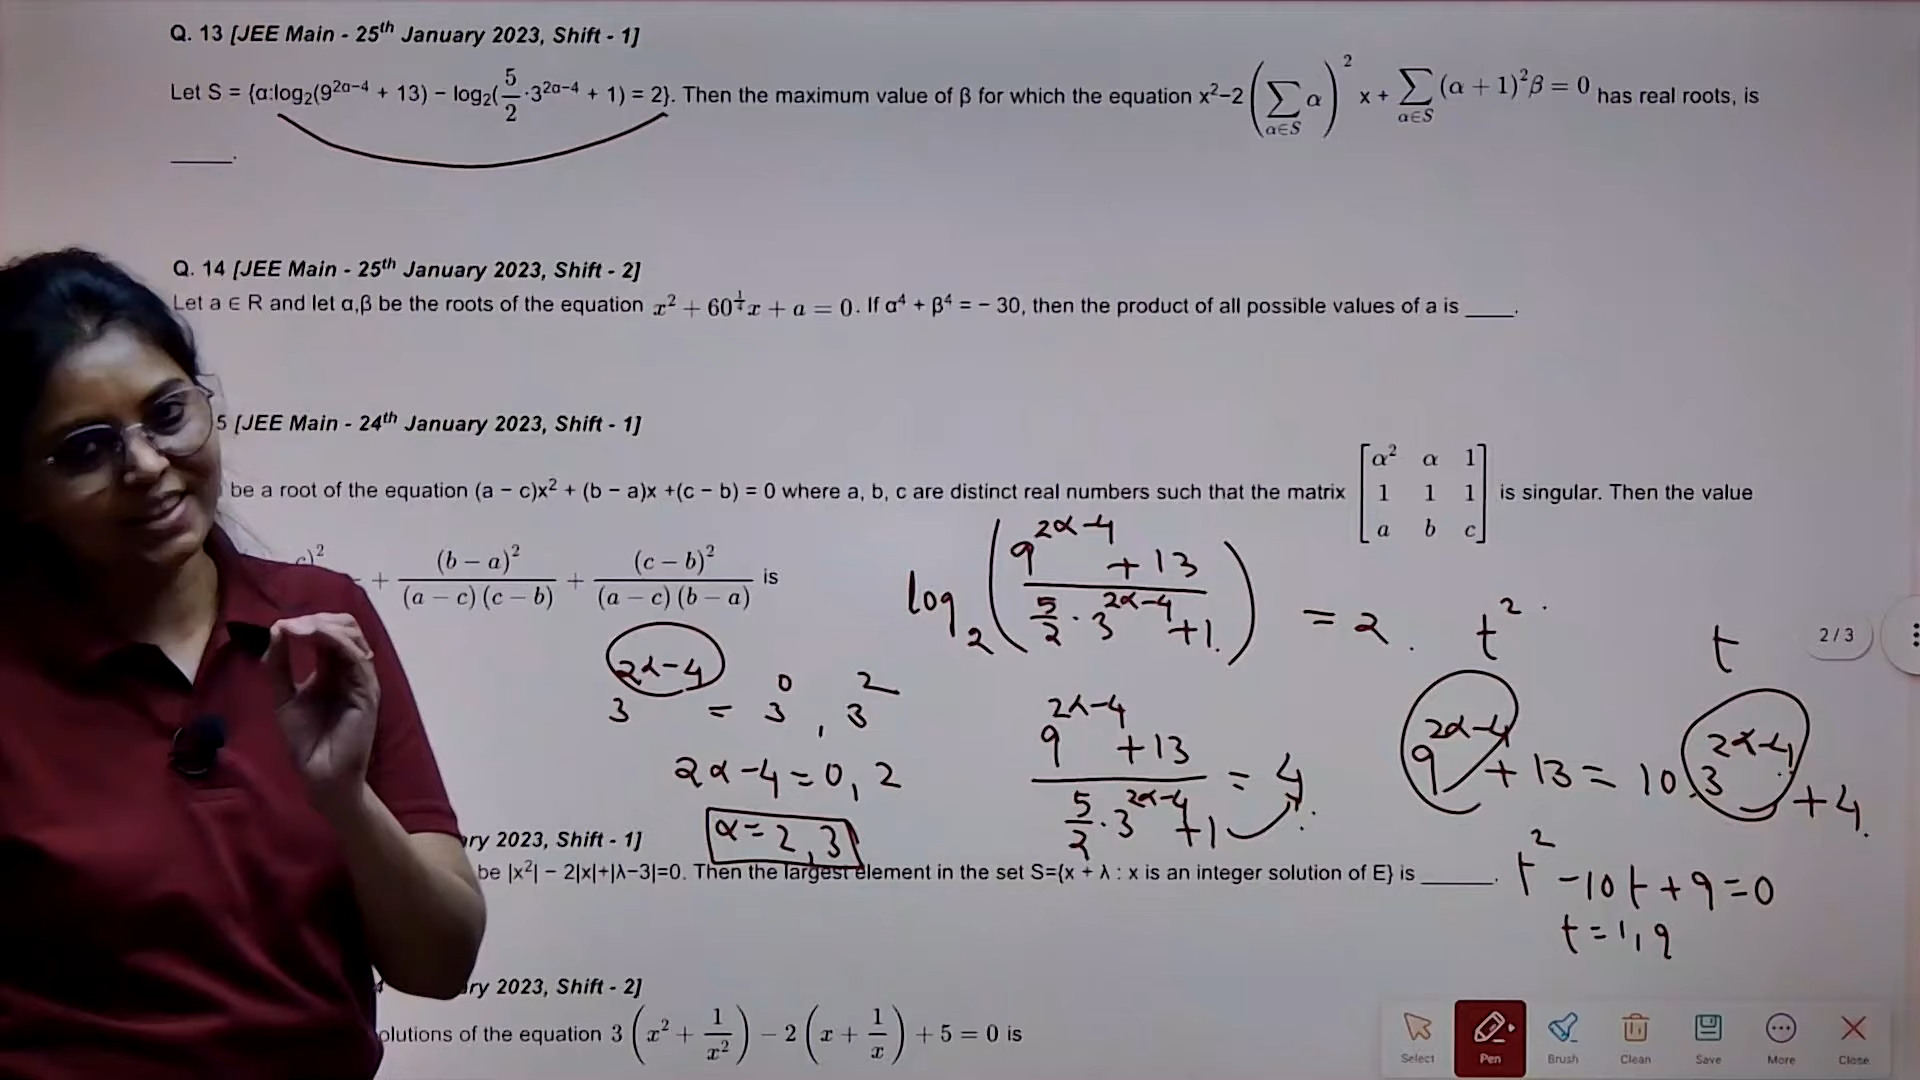 Q. 13 [JEE Main - 25th January 2023, Shift - 1]
Let S = {α:log₂(9^(2α−4) + 13) − log₂(5/2 · 3^(2α−4) + 1) = 2}. Then the maximum value of β for which the equation x²−2(∑_(α∈S) α)² x + ∑_(α∈S) (α + 1)²β = 0 has real roots, is
_____.
Q. 14 [JEE Main - 25th January 2023, Shift - 2]
Let a ∈ R and let α,β be the roots of the equation x² + 60^(1/4) x + a = 0. If α⁴ + β⁴ = − 30, then the product of all possible values of a is ____.
5 [JEE Main - 24th January 2023, Shift - 1]
be a root of the equation (a − c)x² + (b − a)x +(c − b) = 0 where a, b, c are distinct real numbers such that the matrix [α² α 1; 1 1 1; a b c] is singular. Then the value
c)² + (b − a)²/((a − c)(c − b)) + (c − b)²/((a − c)(b − a)) is
log₂((9^(2α−4) + 13)/(5/2 · 3^(2α−4) + 1)) = 2.
t² t
3^(2α−4) = 3⁰, 3²
2α−4 = 0, 2
α = 2, 3
(9^(2α−4) + 13)/(5/2 · 3^(2α−4) + 1) = 4
9^(2α−4) + 13 = 10.3^(2α−4) + 4.
t² −10t + 9 = 0
t = 1, 9
2 / 3
ry 2023, Shift - 1]
be |x²| − 2|x|+|λ−3|=0. Then the largest element in the set S={x + λ : x is an integer solution of E} is ______.
ry 2023, Shift - 2]
olutions of the equation 3(x² + 1/x²) − 2(x + 1/x) + 5 = 0 is
Select Pen Brush Clean Save More Close